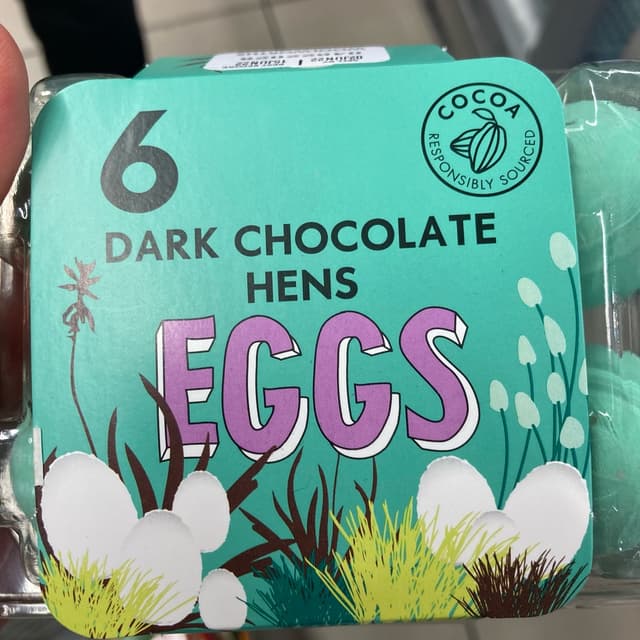 6
DARK CHOCOLATE
HENS
EGGS
COCOA
RESPONSIBLY SOURCED